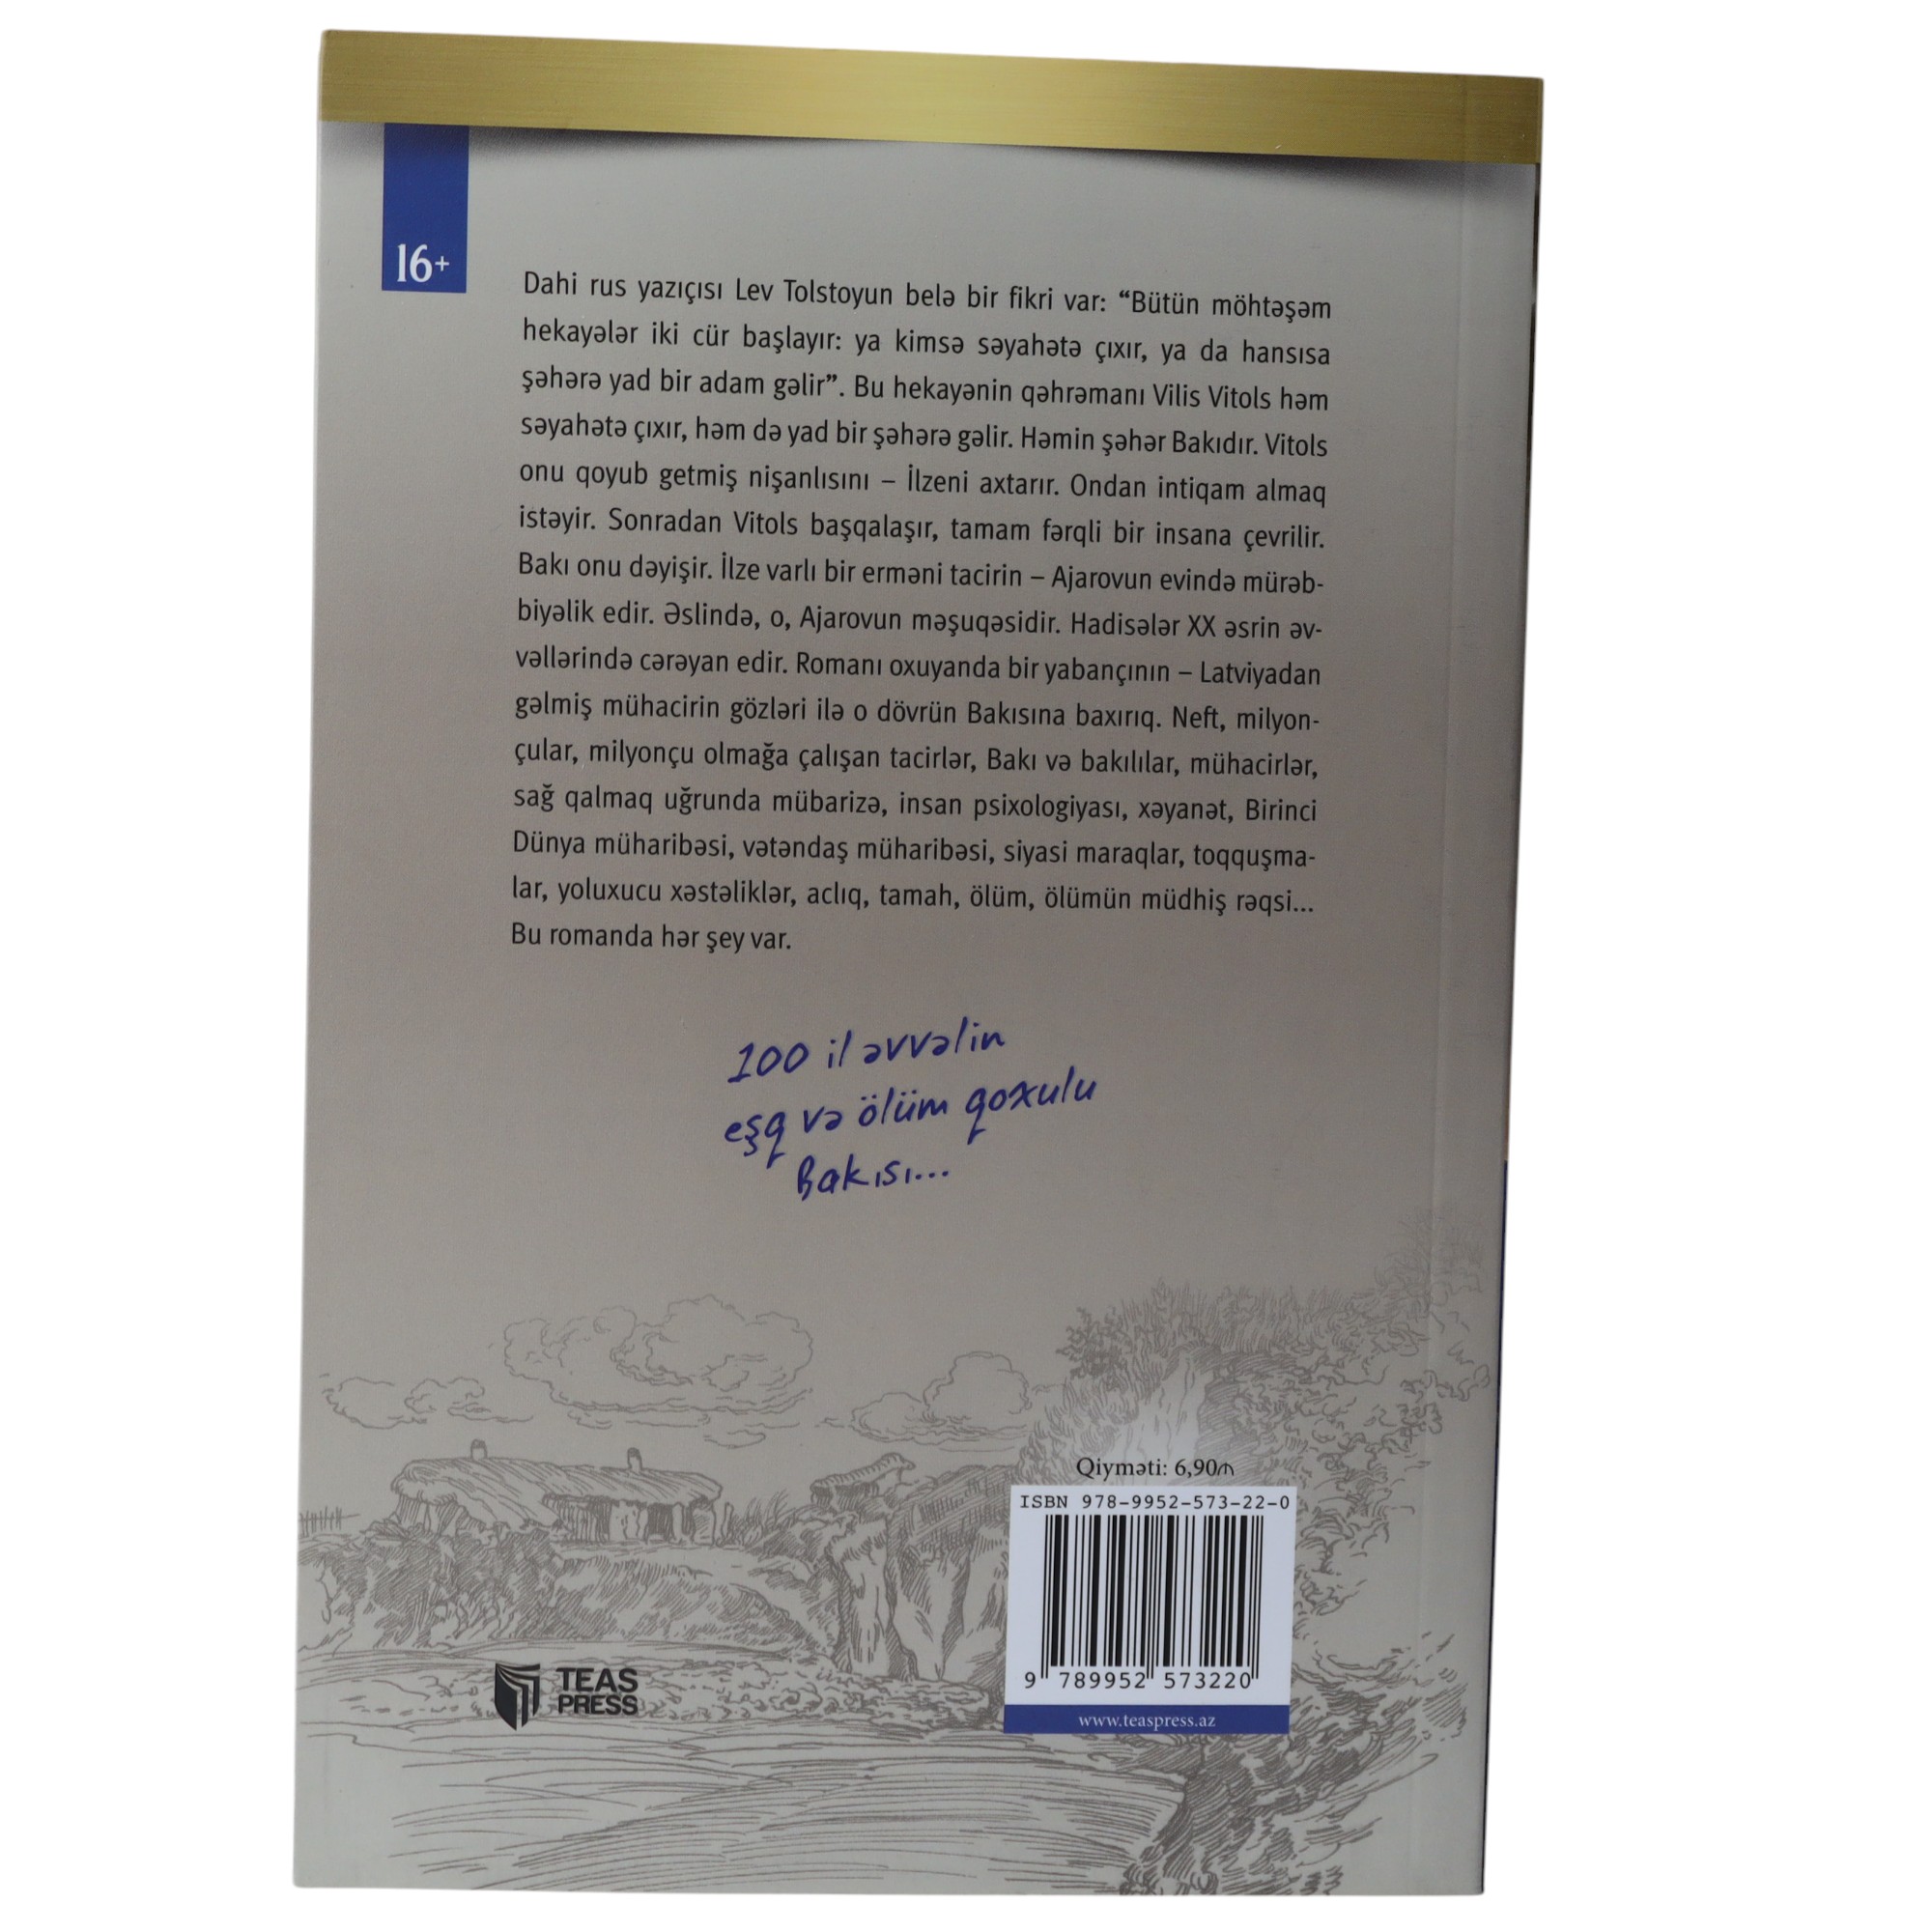 16+
Dahi rus yazıçısı Lev Tolstoyun belə bir fikri var: “Bütün möhtəşəm
hekayələr iki cür başlayır: ya kimsə səyahətə çıxır, ya da hansısa
şəhərə yad bir adam gəlir”. Bu hekayənin qəhrəmanı Vilis Vitols həm
səyahətə çıxır, həm də yad bir şəhərə gəlir. Həmin şəhər Bakıdır. Vitols
onu qoyub getmiş nişanlısını – İlzeni axtarır. Ondan intiqam almaq
istəyir. Sonradan Vitols başqalaşır, tamam fərqli bir insana çevrilir.
Bakı onu dəyişir. İlze varlı bir erməni tacirin – Ajarovun evində mürəb-
biyəlik edir. Əslində, o, Ajarovun məşuqəsidir. Hadisələr XX əsrin əv-
vəllərində cərəyan edir. Romanı oxuyanda bir yabançının – Latviyadan
gəlmiş mühacirin gözləri ilə o dövrün Bakısına baxırıq. Neft, milyon-
çular, milyonçu olmağa çalışan tacirlər, Bakı və bakılılar, mühacirlər,
sağ qalmaq uğrunda mübarizə, insan psixologiyası, xəyanət, Birinci
Dünya müharibəsi, vətəndaş müharibəsi, siyasi maraqlar, toqquşma-
lar, yoluxucu xəstəliklər, aclıq, tamah, ölüm, ölümün müdhiş rəqsi...
Bu romanda hər şey var.
100 il əvvəlin
eşq və ölüm qoxulu
Bakısı...
Qiyməti: 6,90₼
ISBN 978-9952-573-22-0
9 789952 573220
www.teaspress.az
TEAS
PRESS